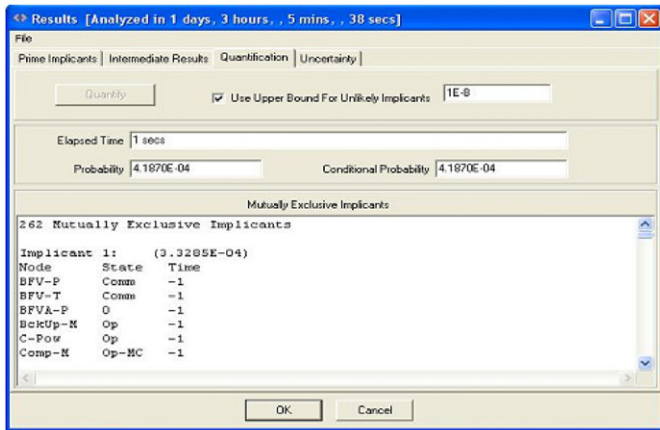 Results [Analyzed in 1 days, 3 hours, , 5 mins, , 38 secs]
File
Prime Implicants Intermediate Results Quantification Uncertainty
Quantify Use Upper Bound For Unlikely Implicants 1E-8
Elapsed Time 1 secs
Probability 4.1870E-04 Conditional Probability 4.1870E-04
Mutually Exclusive Implicants
262 Mutually Exclusive Implicants
Implicant 1: (3.3285E-04)
Node State Time
BFV-P Comm -1
BFV-T Comm -1
BFVA-P 0 -1
BckUp-M Op -1
C-Pow Op -1
Comp-M Op-MC -1
OK Cancel